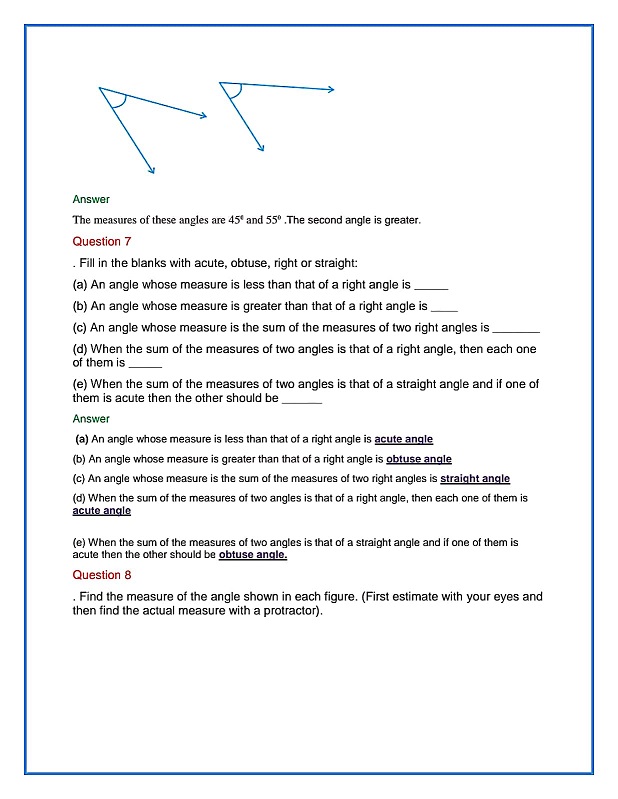 Answer
The measures of these angles are 45⁰ and 55⁰ .The second angle is greater.
Question 7
. Fill in the blanks with acute, obtuse, right or straight:
(a) An angle whose measure is less than that of a right angle is _____
(b) An angle whose measure is greater than that of a right angle is ____
(c) An angle whose measure is the sum of the measures of two right angles is _______
(d) When the sum of the measures of two angles is that of a right angle, then each one
of them is _____
(e) When the sum of the measures of two angles is that of a straight angle and if one of
them is acute then the other should be ______
Answer
(a) An angle whose measure is less than that of a right angle is acute angle
(b) An angle whose measure is greater than that of a right angle is obtuse angle
(c) An angle whose measure is the sum of the measures of two right angles is straight angle
(d) When the sum of the measures of two angles is that of a right angle, then each one of them is
acute angle
(e) When the sum of the measures of two angles is that of a straight angle and if one of them is
acute then the other should be obtuse angle.
Question 8
. Find the measure of the angle shown in each figure. (First estimate with your eyes and
then find the actual measure with a protractor).